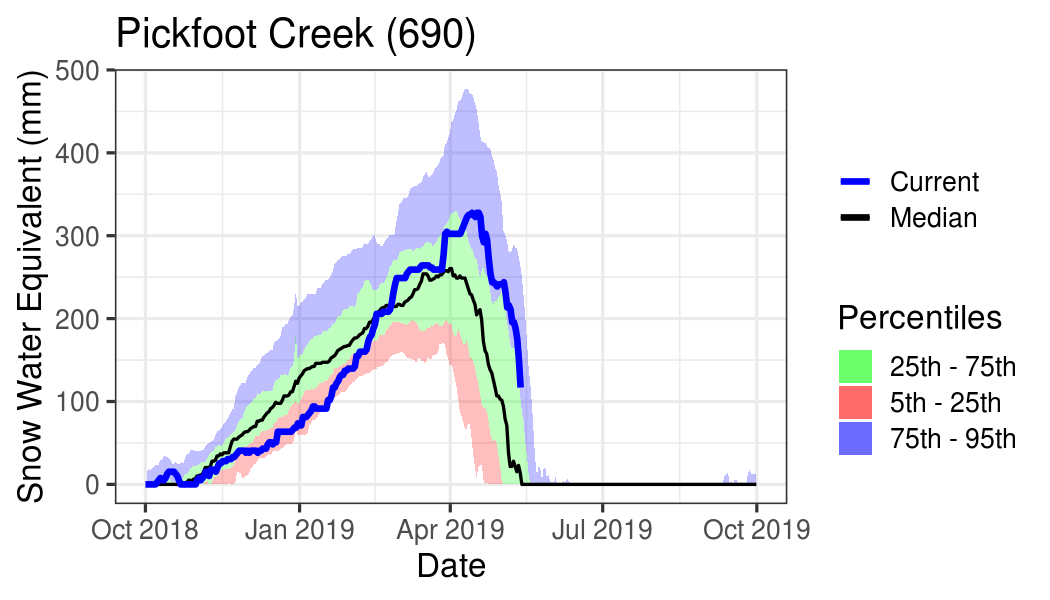 Pickfoot Creek (690)
Snow Water Equivalent (mm)
500
400
300
200
100
0
Oct 2018
Jan 2019
Apr 2019
Jul 2019
Oct 2019
Date
Current
Median
Percentiles
25th - 75th
5th - 25th
75th - 95th